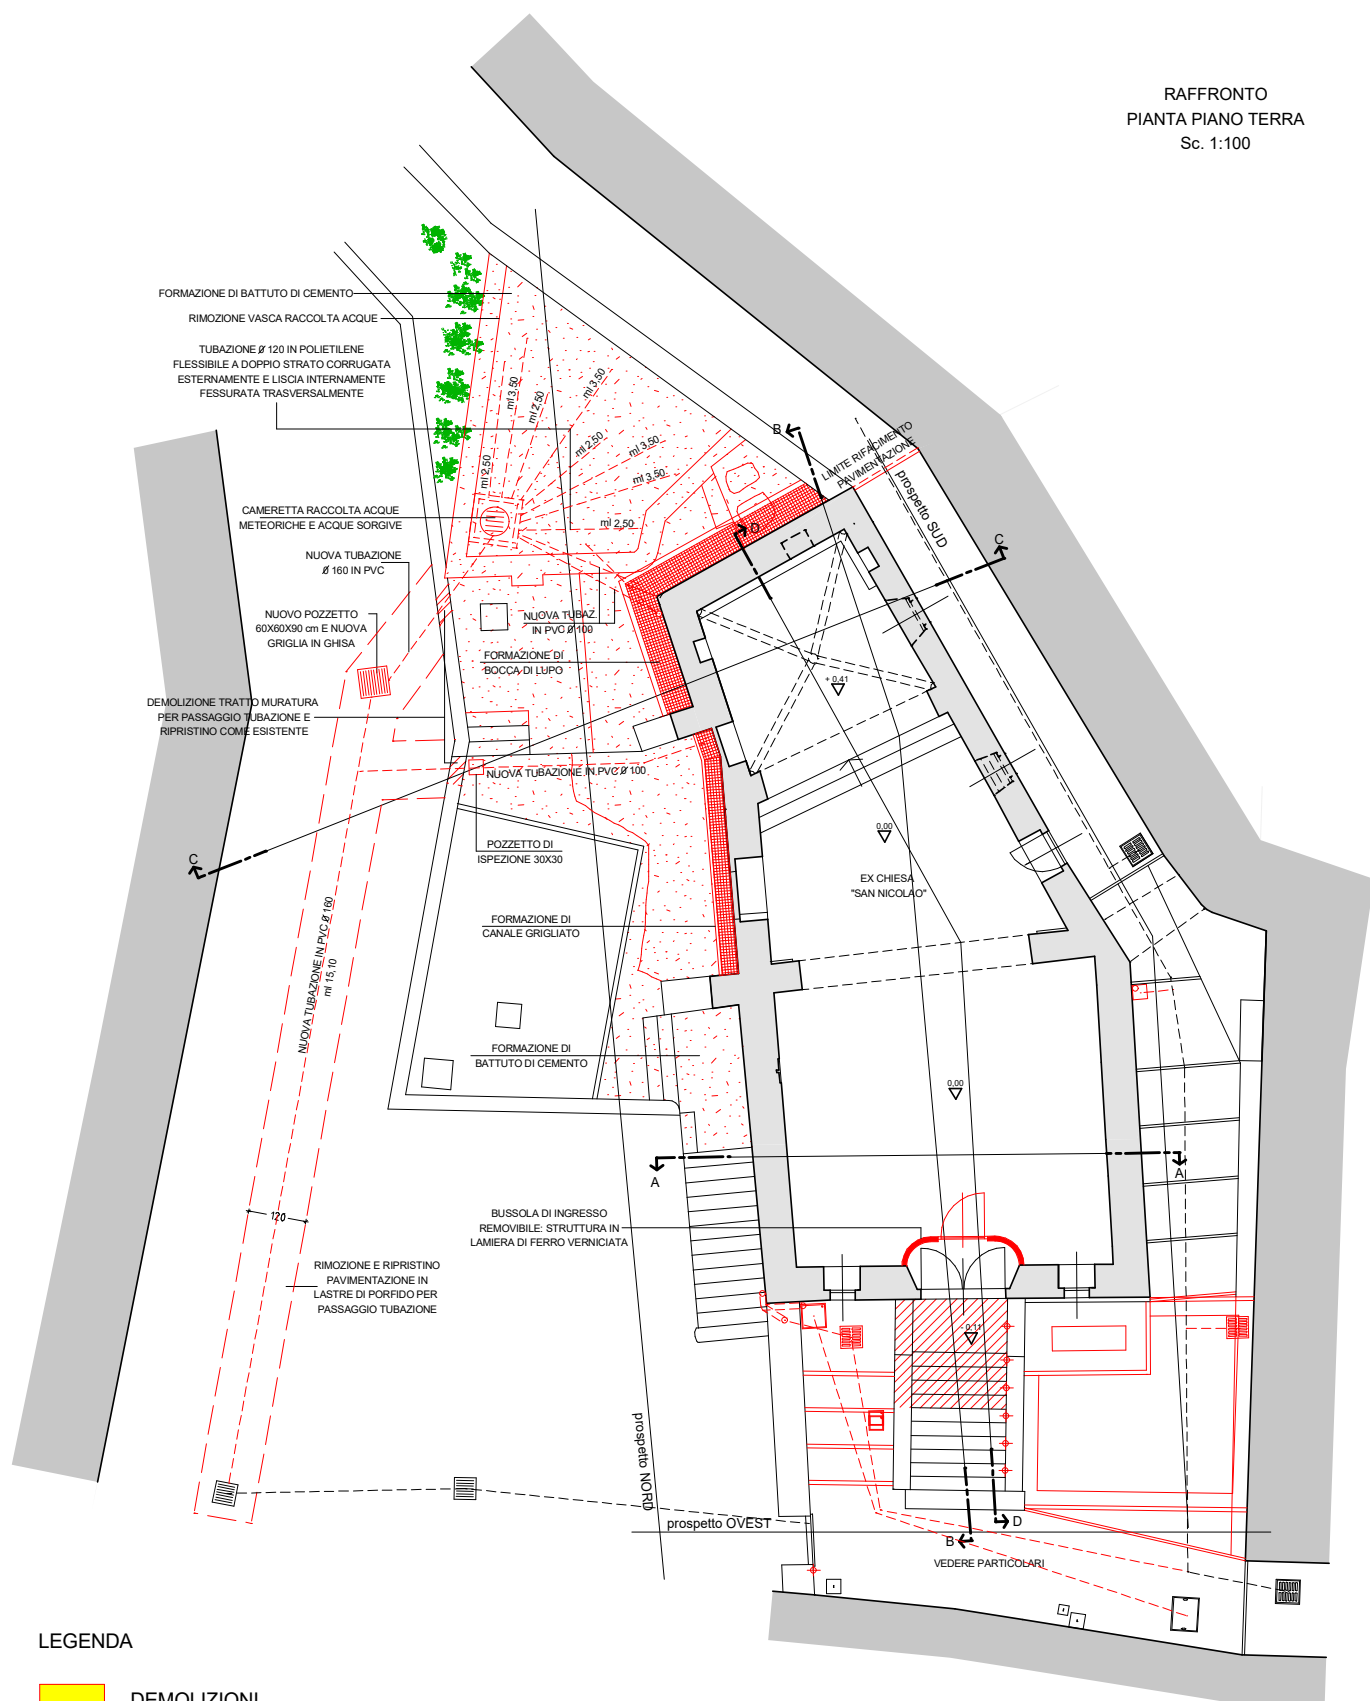 RAFFRONTO
PIANTA PIANO TERRA
Sc. 1:100
FORMAZIONE DI BATTUTO DI CEMENTO
RIMOZIONE VASCA RACCOLTA ACQUE
TUBAZIONE Ø 120 IN POLIETILENE
FLESSIBILE A DOPPIO STRATO CORRUGATA
ESTERNAMENTE E LISCIA INTERNAMENTE
FESSURATA TRASVERSALMENTE
ml 3,50
ml 2,50
ml 3,50
ml 2,50
ml 3,50
ml 3,50
ml 2,50
ml 2,50
B
LIMITE RIFACIMENTO
PAVIMENTAZIONE
prospetto SUD
D
C
CAMERETTA RACCOLTA ACQUE
METEORICHE E ACQUE SORGIVE
NUOVA TUBAZIONE
Ø 160 IN PVC
NUOVO POZZETTO
60X60X90 cm E NUOVA
GRIGLIA IN GHISA
NUOVA TUBAZ.
IN PVC Ø 100
FORMAZIONE DI
BOCCA DI LUPO
+ 0,41
DEMOLIZIONE TRATTO MURATURA
PER PASSAGGIO TUBAZIONE E
RIPRISTINO COME ESISTENTE
NUOVA TUBAZIONE IN PVC Ø 100
0,00
POZZETTO DI
ISPEZIONE 30X30
C
EX CHIESA
"SAN NICOLAO"
FORMAZIONE DI
CANALE GRIGLIATO
NUOVA TUBAZIONE IN PVC Ø 160
ml 15,10
FORMAZIONE DI
BATTUTO DI CEMENTO
0,00
A
A
120
BUSSOLA DI INGRESSO
REMOVIBILE: STRUTTURA IN
LAMIERA DI FERRO VERNICIATA
RIMOZIONE E RIPRISTINO
PAVIMENTAZIONE IN
LASTRE DI PORFIDO PER
PASSAGGIO TUBAZIONE
- 0,11
prospetto NORD
prospetto OVEST
D
B
VEDERE PARTICOLARI
LEGENDA
DEMOLIZIONI